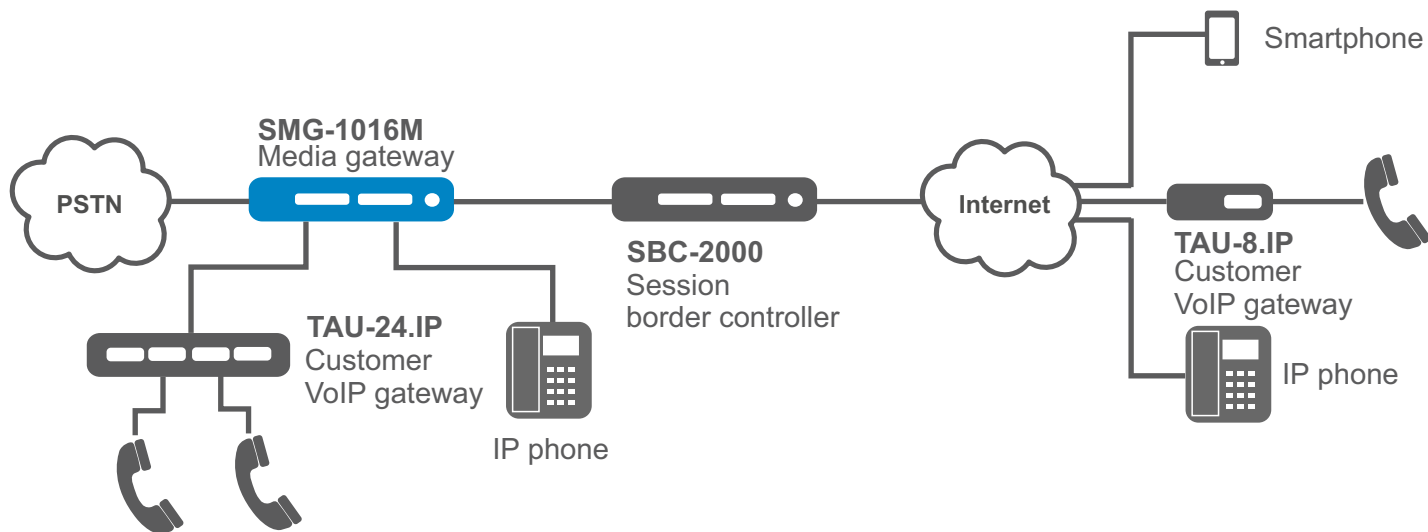 Smartphone
SMG-1016M
Media gateway
PSTN
Internet
SBC-2000
Session
border controller
TAU-8.IP
Customer
VoIP gateway
TAU-24.IP
Customer
VoIP gateway
IP phone
IP phone